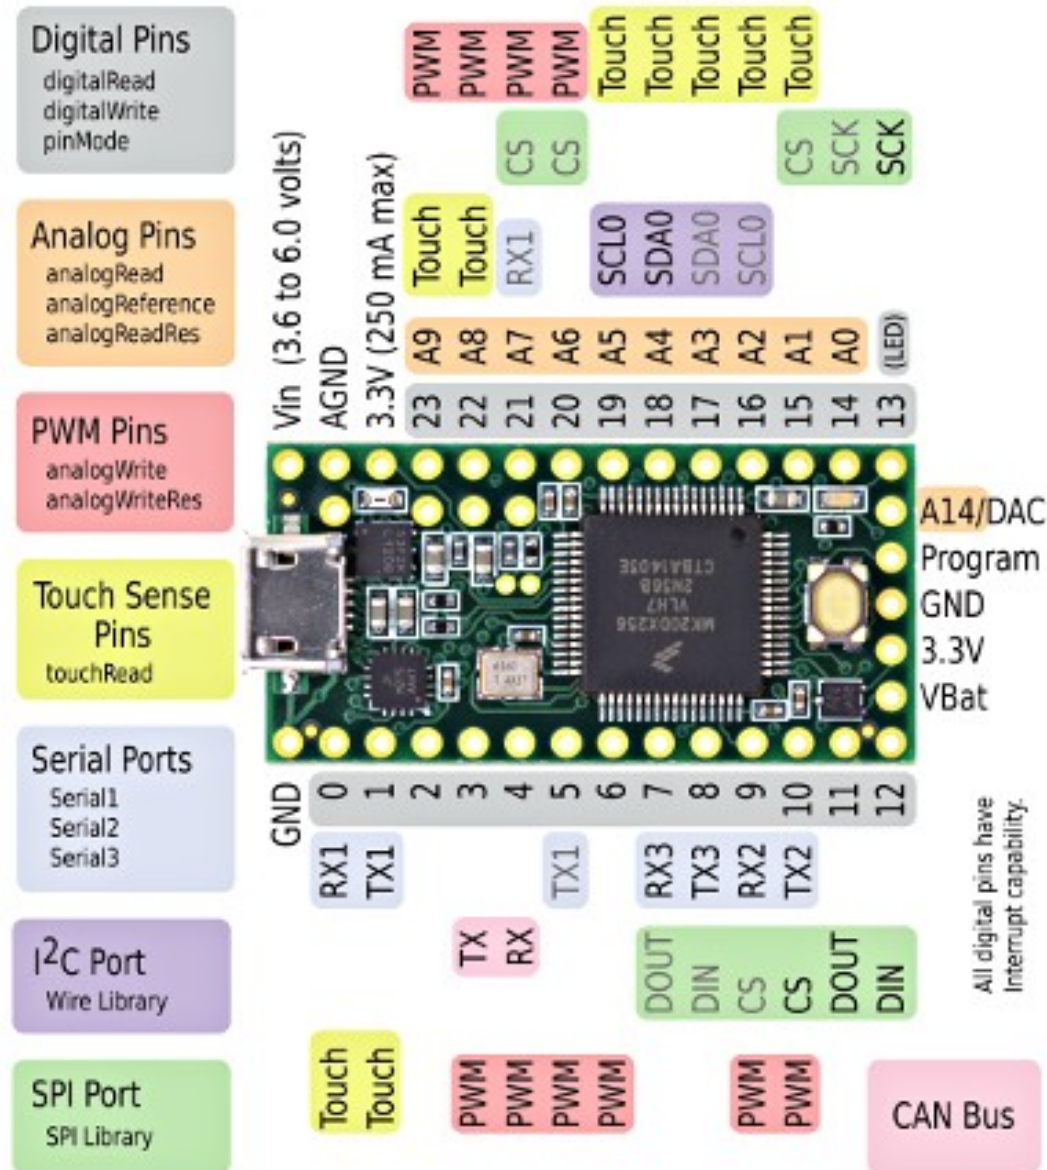 Digital Pins
digitalRead
digitalWrite
pinMode
Analog Pins
analogRead
analogReference
analogReadRes
PWM Pins
analogWrite
analogWriteRes
Touch Sense
Pins
touchRead
Serial Ports
Serial1
Serial2
Serial3
I²C Port
Wire Library
SPI Port
SPI Library
PWM PWM PWM PWM Touch Touch Touch Touch Touch
CS CS CS SCK SCK
Touch Touch RX1 SCL0 SDA0 SDA0 SCL0
Vin (3.6 to 6.0 volts)
AGND
3.3V (250 mA max)
A9 A8 A7 A6 A5 A4 A3 A2 A1 A0 (LED)
23 22 21 20 19 18 17 16 15 14 13
A14/DAC
Program
GND
3.3V
VBat
MK20DX256
VLH7
2N36B
GND 0 1 2 3 4 5 6 7 8 9 10 11 12
RX1 TX1 TX1 RX3 TX3 RX2 TX2
TX RX DOUT DIN CS CS DOUT DIN
Touch Touch PWM PWM PWM PWM PWM PWM
All digital pins have
Interrupt capability.
CAN Bus